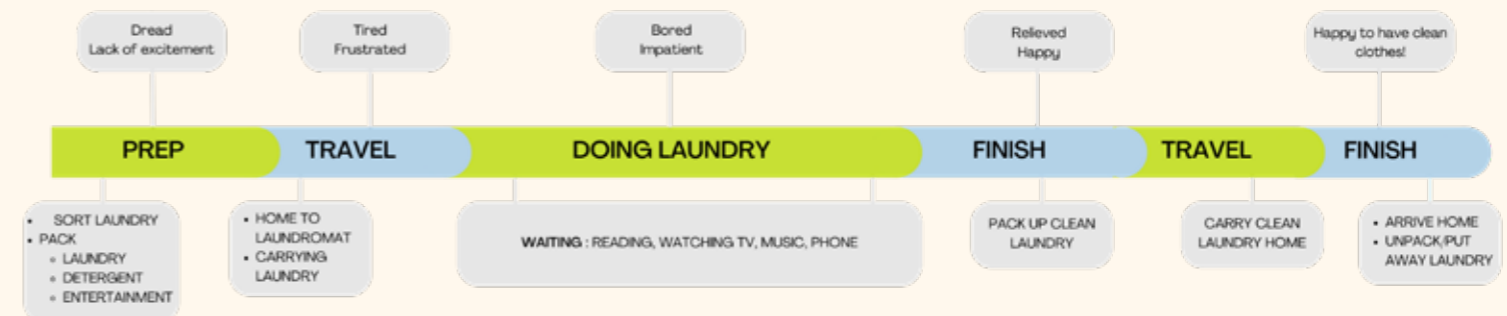 Dread
Lack of excitement
Tired
Frustrated
Bored
Impatient
Relieved
Happy
Happy to have clean
clothes!
PREP
TRAVEL
DOING LAUNDRY
FINISH
TRAVEL
FINISH
• SORT LAUNDRY
• PACK
∘ LAUNDRY
∘ DETERGENT
∘ ENTERTAINMENT
• HOME TO
LAUNDROMAT
• CARRYING
LAUNDRY
WAITING : READING, WATCHING TV, MUSIC, PHONE
PACK UP CLEAN
LAUNDRY
CARRY CLEAN
LAUNDRY HOME
• ARRIVE HOME
• UNPACK/PUT
AWAY LAUNDRY